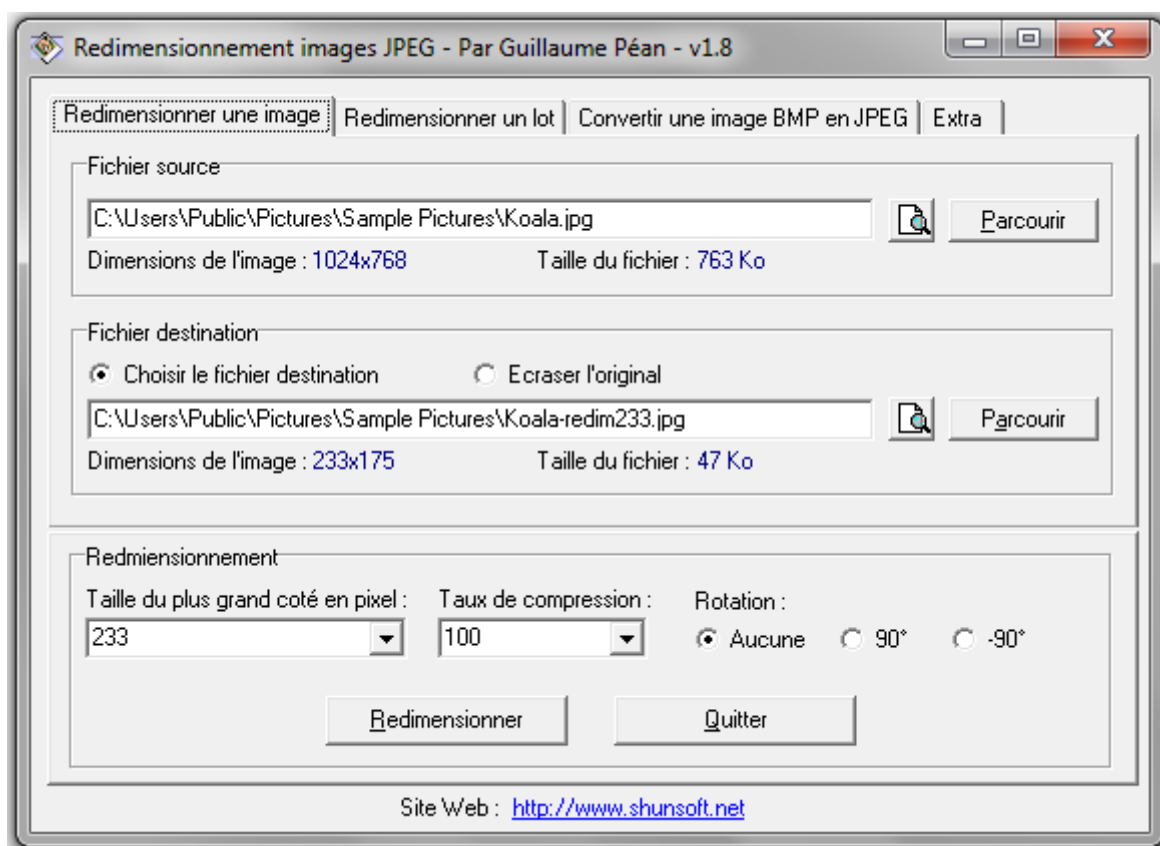 Redimensionnement images JPEG - Par Guillaume Péan - v1.8
Redimensionner une image Redimensionner un lot Convertir une image BMP en JPEG Extra
Fichier source
C:\Users\Public\Pictures\Sample Pictures\Koala.jpg Parcourir
Dimensions de l'image : 1024x768 Taille du fichier : 763 Ko
Fichier destination
Choisir le fichier destination Ecraser l'original
C:\Users\Public\Pictures\Sample Pictures\Koala-redim233.jpg Parcourir
Dimensions de l'image : 233x175 Taille du fichier : 47 Ko
Redmiensionnement
Taille du plus grand coté en pixel : Taux de compression : Rotation :
233 100 Aucune 90° -90°
Redimensionner Quitter
Site Web : http://www.shunsoft.net